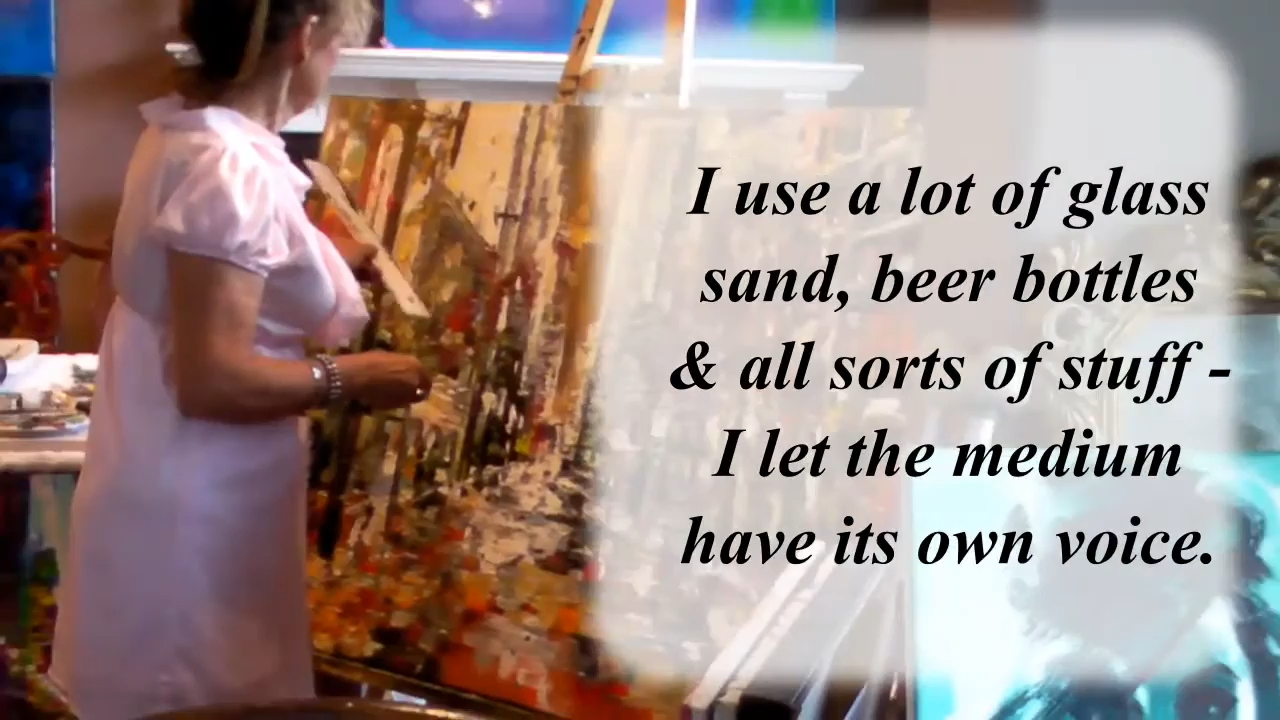 I use a lot of glass
sand, beer bottles
& all sorts of stuff -
I let the medium
have its own voice.